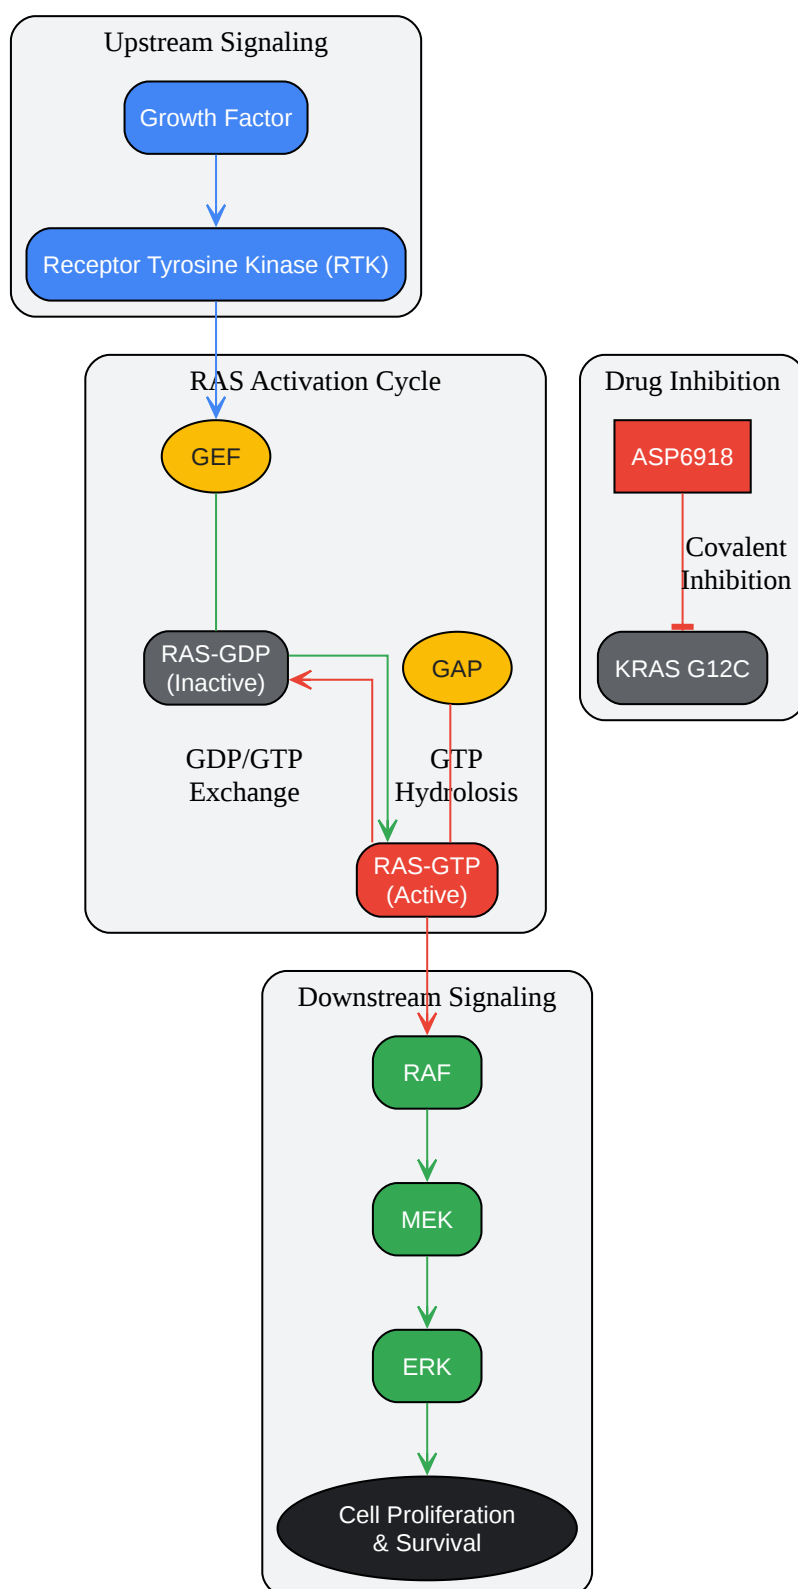 Upstream Signaling
Growth Factor
Receptor Tyrosine Kinase (RTK)
RAS Activation Cycle
GEF
RAS-GDP
(Inactive)
GAP
GDP/GTP
Exchange
GTP
Hydrolosis
RAS-GTP
(Active)
Drug Inhibition
ASP6918
Covalent
Inhibition
KRAS G12C
Downstream Signaling
RAF
MEK
ERK
Cell Proliferation
& Survival